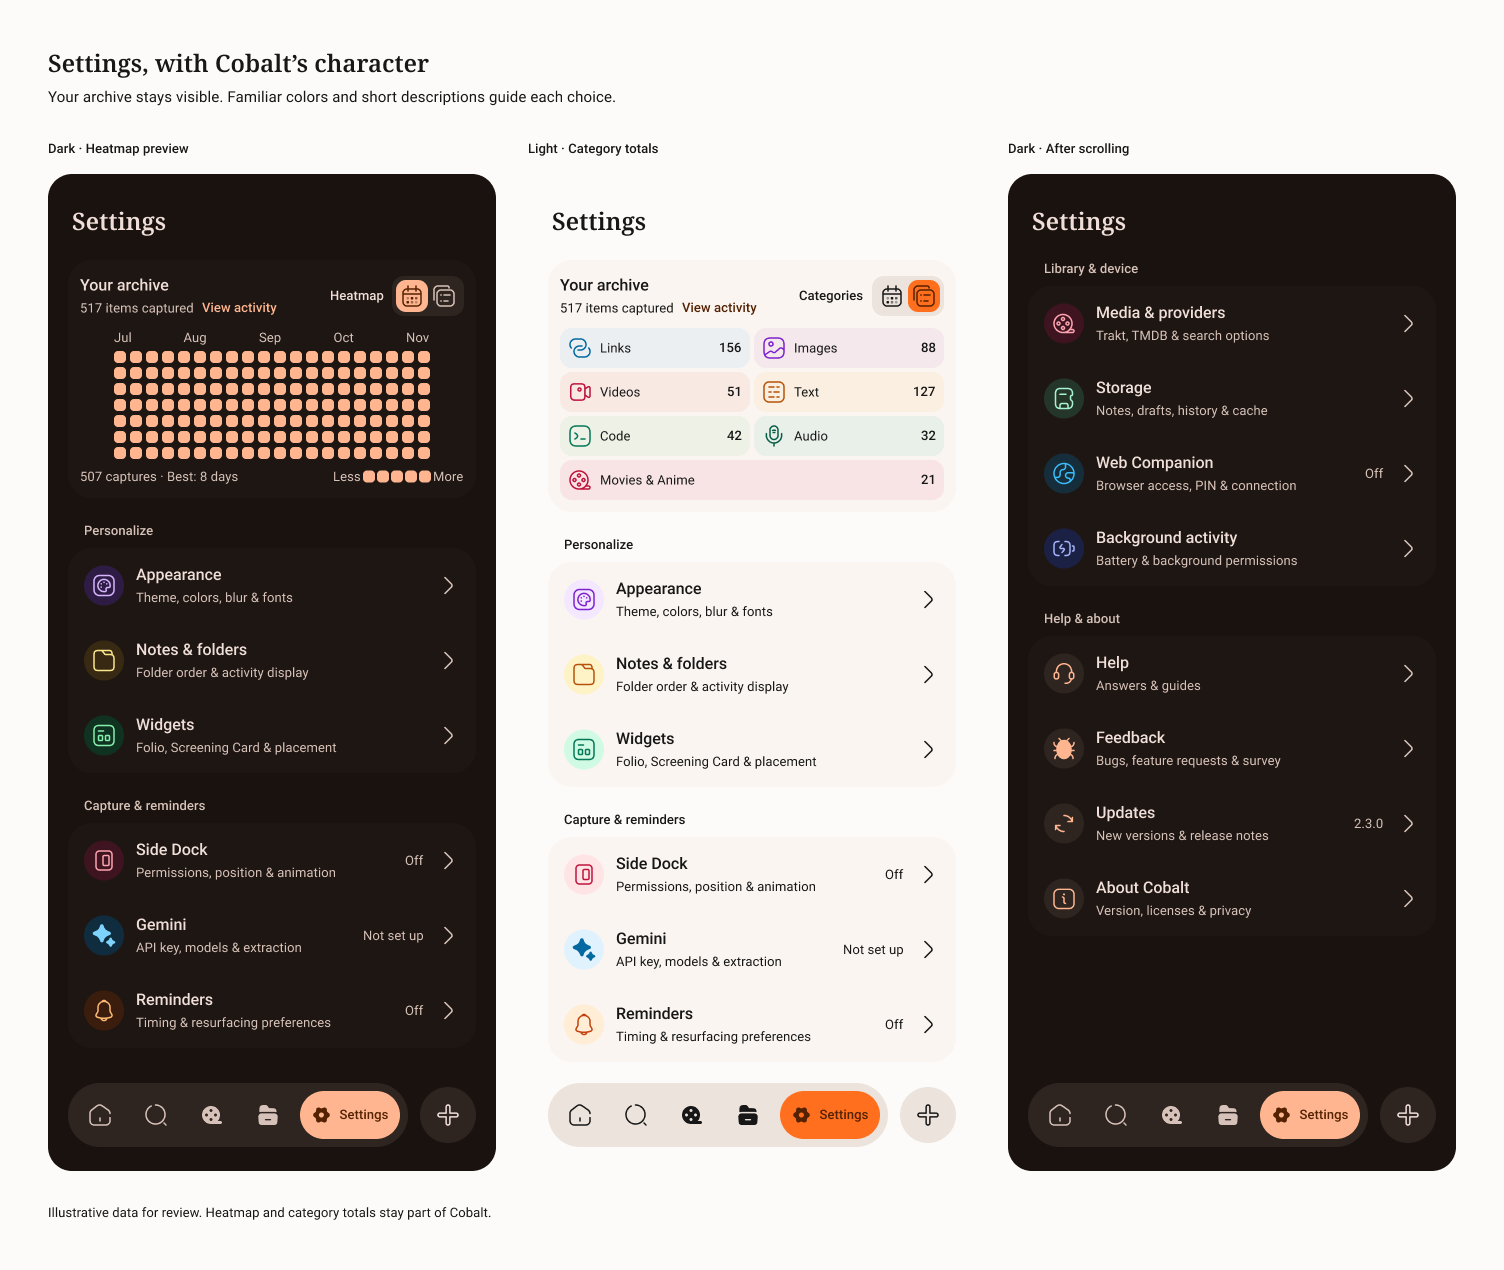 Settings, with Cobalt’s character
Your archive stays visible. Familiar colors and short descriptions guide each choice.
Dark · Heatmap preview
Settings
Your archive
517 items captured View activity
Heatmap
Jul Aug Sep Oct Nov
507 captures · Best: 8 days
Less More
Personalize
Appearance
Theme, colors, blur & fonts
Notes & folders
Folder order & activity display
Widgets
Folio, Screening Card & placement
Capture & reminders
Side Dock
Permissions, position & animation
Off
Gemini
API key, models & extraction
Not set up
Reminders
Timing & resurfacing preferences
Off
Settings
Light · Category totals
Settings
Your archive
517 items captured View activity
Categories
Links 156
Images 88
Videos 51
Text 127
Code 42
Audio 32
Movies & Anime 21
Personalize
Appearance
Theme, colors, blur & fonts
Notes & folders
Folder order & activity display
Widgets
Folio, Screening Card & placement
Capture & reminders
Side Dock
Permissions, position & animation
Off
Gemini
API key, models & extraction
Not set up
Reminders
Timing & resurfacing preferences
Off
Settings
Dark · After scrolling
Settings
Library & device
Media & providers
Trakt, TMDB & search options
Storage
Notes, drafts, history & cache
Web Companion
Browser access, PIN & connection
Off
Background activity
Battery & background permissions
Help & about
Help
Answers & guides
Feedback
Bugs, feature requests & survey
Updates
New versions & release notes
2.3.0
About Cobalt
Version, licenses & privacy
Settings
Illustrative data for review. Heatmap and category totals stay part of Cobalt.